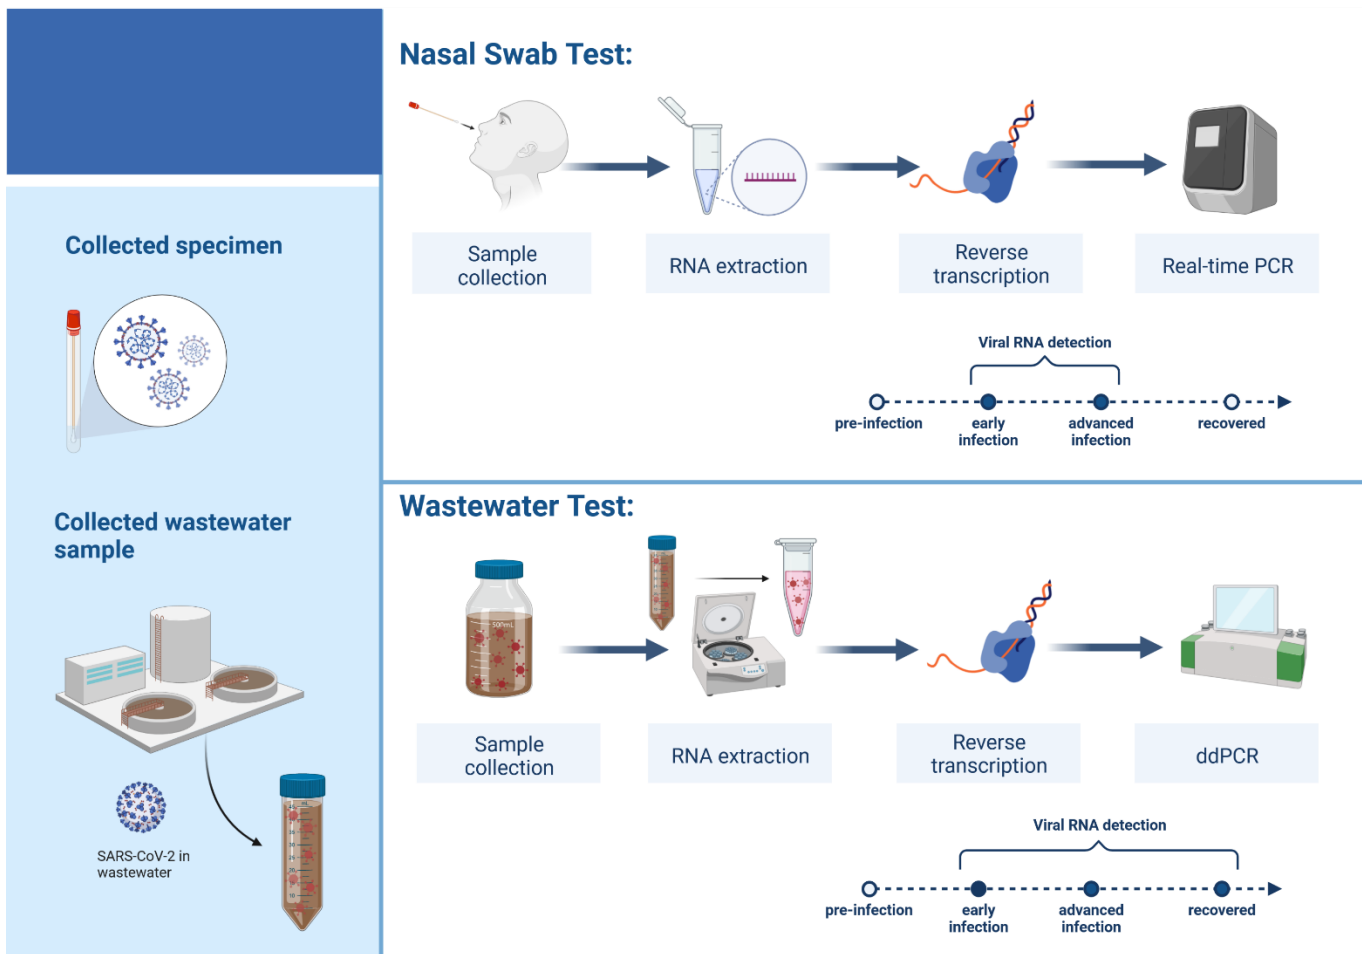 Collected specimen
Collected wastewater
sample
SARS-CoV-2 in
wastewater
Nasal Swab Test:
Sample
collection
RNA extraction
Reverse
transcription
Real-time PCR
Viral RNA detection
pre-infection
early
infection
advanced
infection
recovered
Wastewater Test:
500mL
Sample
collection
RNA extraction
Reverse
transcription
ddPCR
Viral RNA detection
pre-infection
early
infection
advanced
infection
recovered